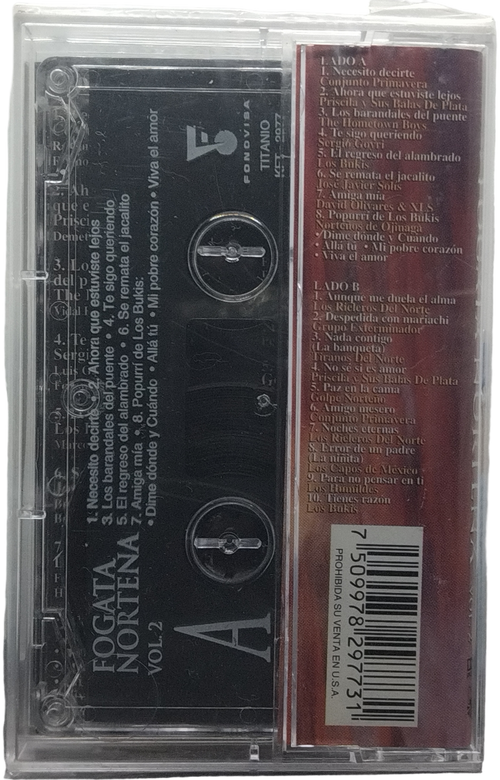 LADO A
1. Necesito decirte
Conjunto Primavera
2. Ahora que estuviste lejos
Priscila y Sus Balas De Plata
3. Los barandales del puente
The Hometown Boys
4. Te sigo queriendo
Sergio Goyri
5. El regreso del alambrado
Los Bukis
6. Se remata el jacalito
José Javier Solís
7. Amiga mía
David Olivares & XLS
8. Popurrí de Los Bukis
Norteños de Ojinaga
• Dime dónde y Cuándo
• Allá tú • Mi pobre corazón
• Viva el amor
LADO B
1. Aunque me duela el alma
Los Rieleros Del Norte
2. Despedida con mariachi
Grupo Exterminador
3. Nada contigo
(La banqueta)
Tiranos Del Norte
4. No sé si es amor
Priscila y Sus Balas De Plata
5. Paz en la cama
Golpe Norteño
6. Amigo mesero
Conjunto Primavera
7. Noches eternas
Los Rieleros Del Norte
8. Error de un padre
(La niñita)
Los Capos de México
9. Para no pensar en ti
Los Humildes
10. Tienes razón
Los Bukis
7 509978 297731
PROHIBIDA SU VENTA EN U.S.A.
FONOVISA
TITANIO
1. Necesito decirte • 2. Ahora que estuviste lejos
3. Los barandales del puente • 4. Te sigo queriendo
5. El regreso del alambrado • 6. Se remata el jacalito
7. Amiga mía • 8. Popurrí de Los Bukis:
• Dime dónde y Cuándo • Allá tú • Mi pobre corazón • Viva el amor
FOGATA
NORTEÑA
VOL. 2
A